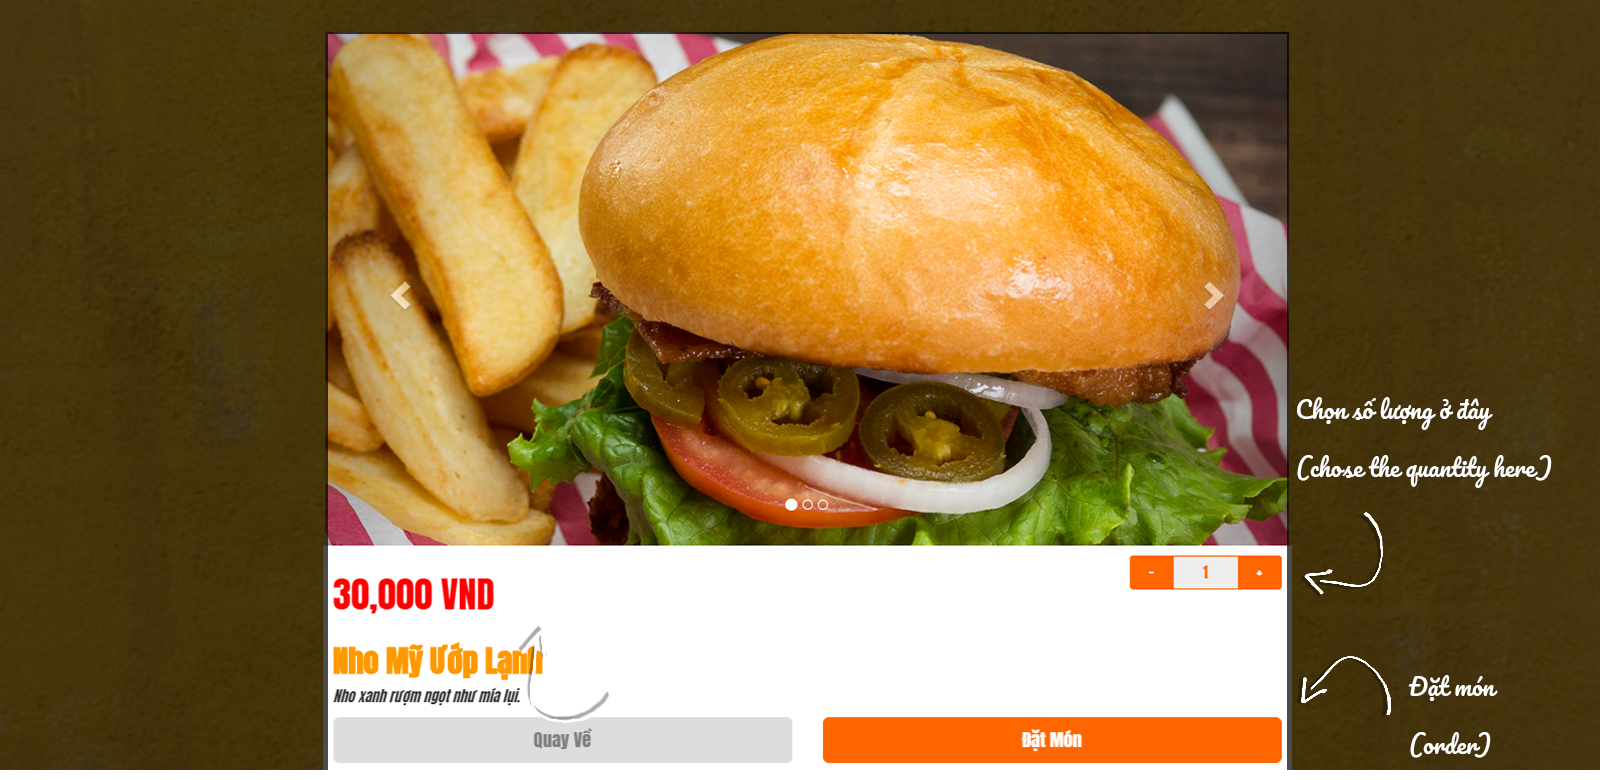 Chọn số lượng ở đây
(chose the quantity here)
- 1 +
30,000 VND
Nho Mỹ Ướp Lạnh
Nho xanh rượm ngọt như mía lụi.
Đặt món
(order)
Quay Về
Đặt Món